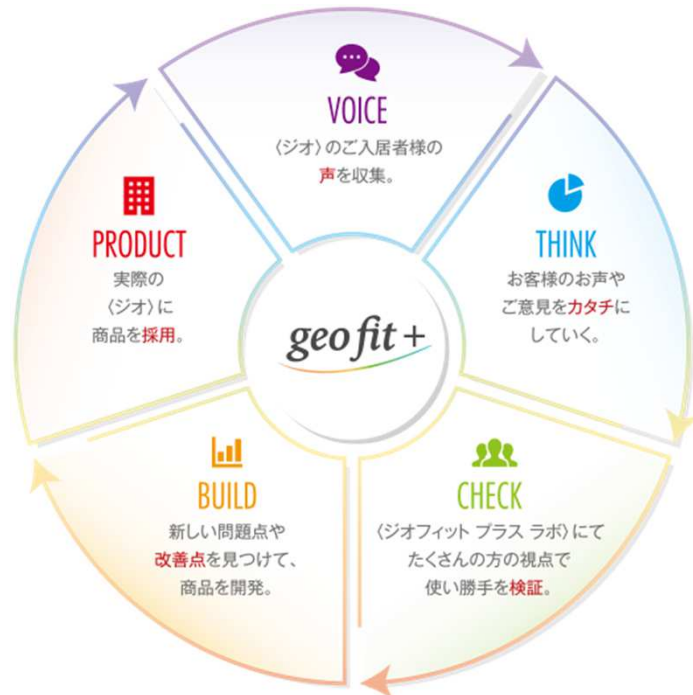 VOICE
〈ジオ〉のご入居者様の
声を収集。
THINK
お客様のお声や
ご意見をカタチに
していく。
CHECK
〈ジオフィット プラス ラボ〉にて
たくさんの方の視点で
使い勝手を検証。
BUILD
新しい問題点や
改善点を見つけて、
商品を開発。
PRODUCT
実際の
〈ジオ〉に
商品を採用。
geo fit +